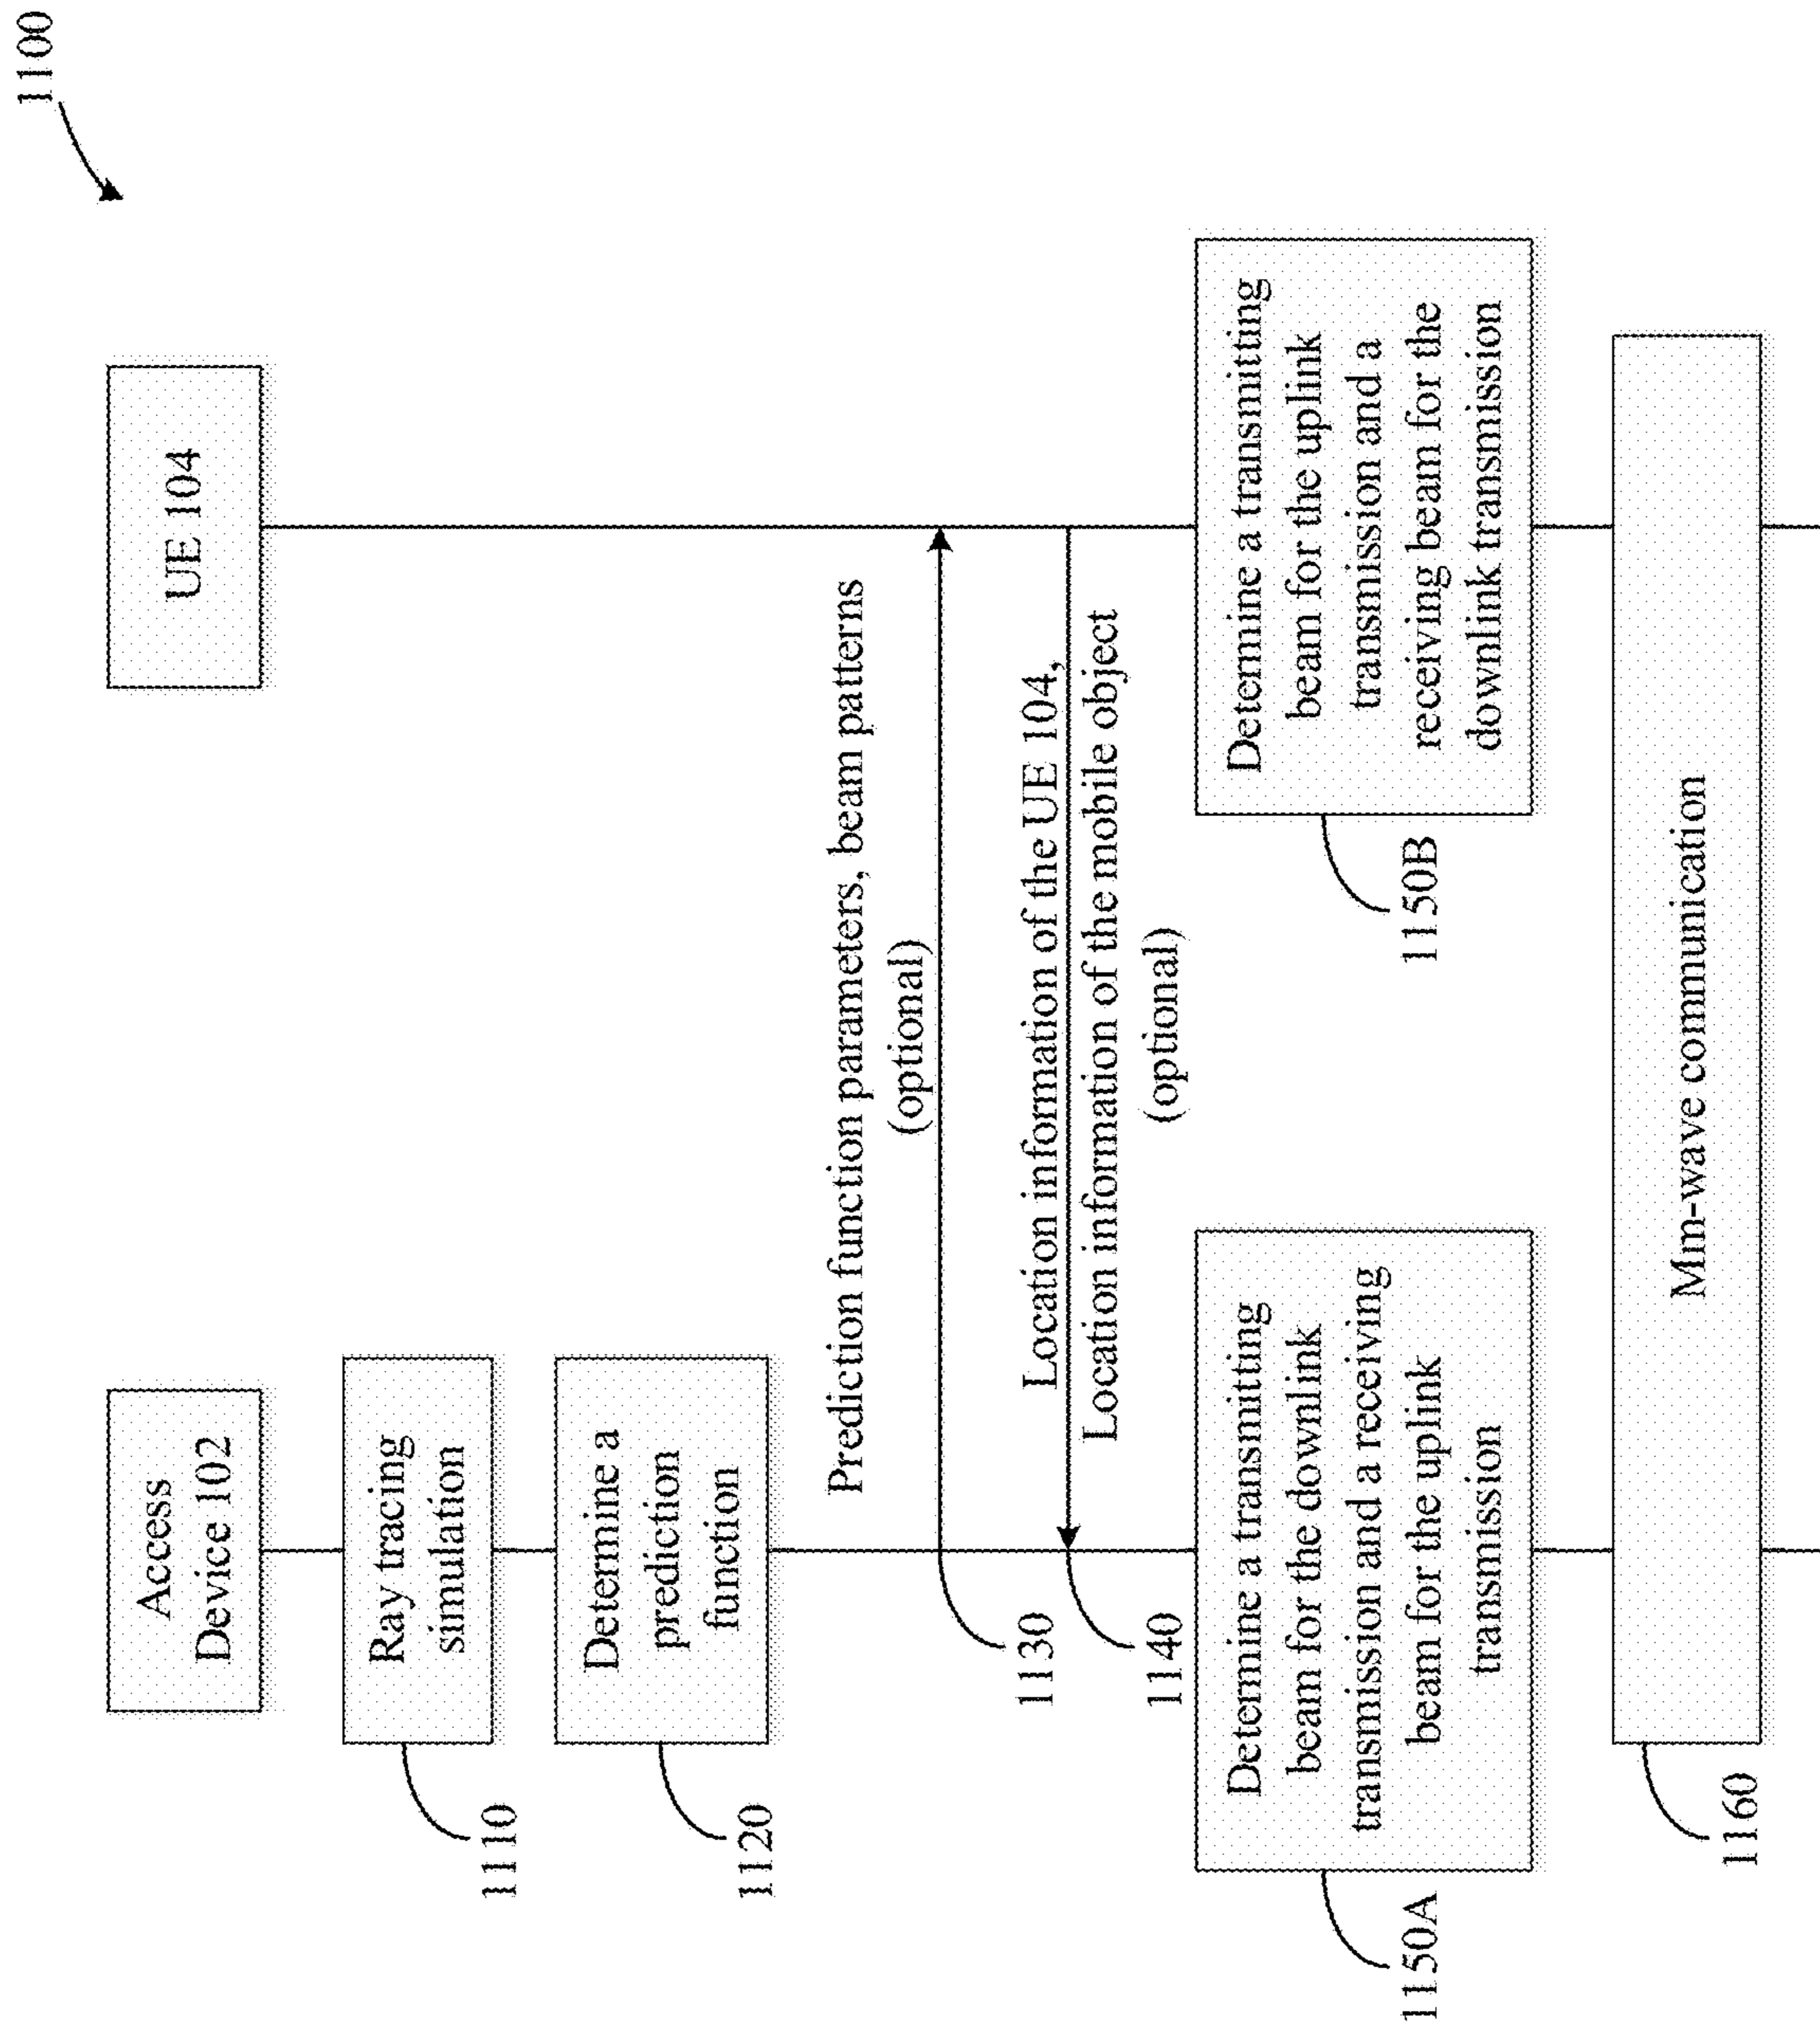 1100
Access
Device 102
UE 104
Ray tracing
simulation
1110
Determine a
prediction
function
1120
Prediction function parameters, beam patterns
(optional)
1130
Location information of the UE 104,
Location information of the mobile object
(optional)
1140
Determine a transmitting
beam for the downlink
transmission and a receiving
beam for the uplink
transmission
1150A
Determine a transmitting
beam for the uplink
transmission and a
receiving beam for the
downlink transmission
1150B
Mm-wave communication
1160